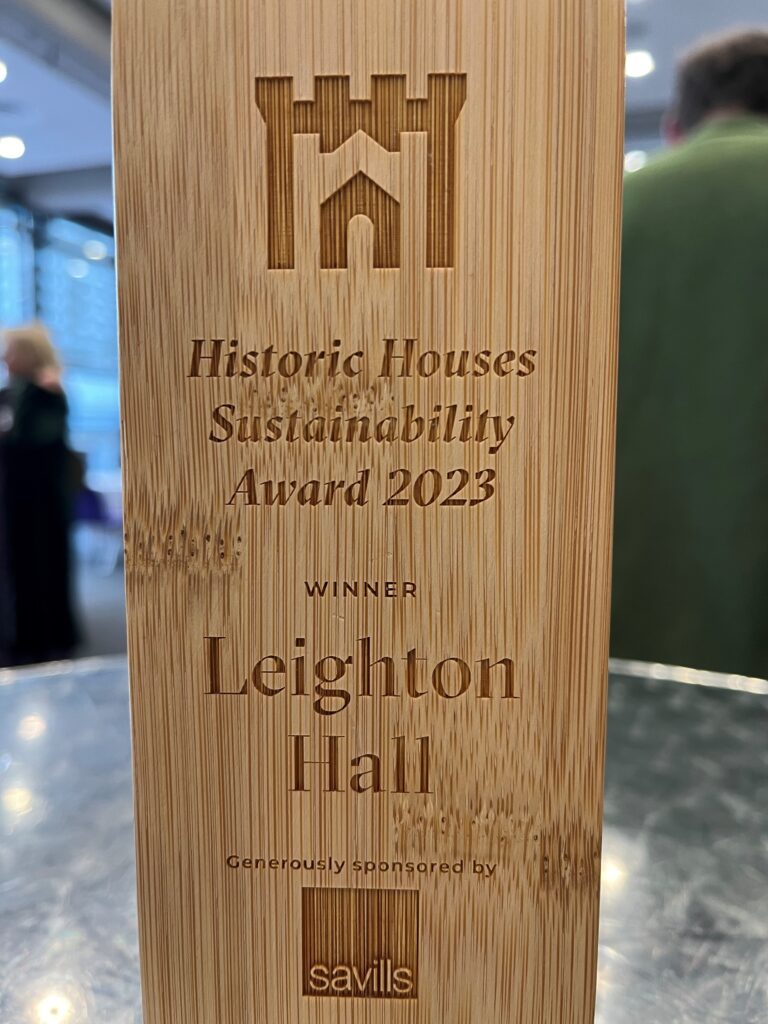 Historic Houses
Sustainability
Award 2023
WINNER
Leighton
Hall
Generously sponsored by
savills